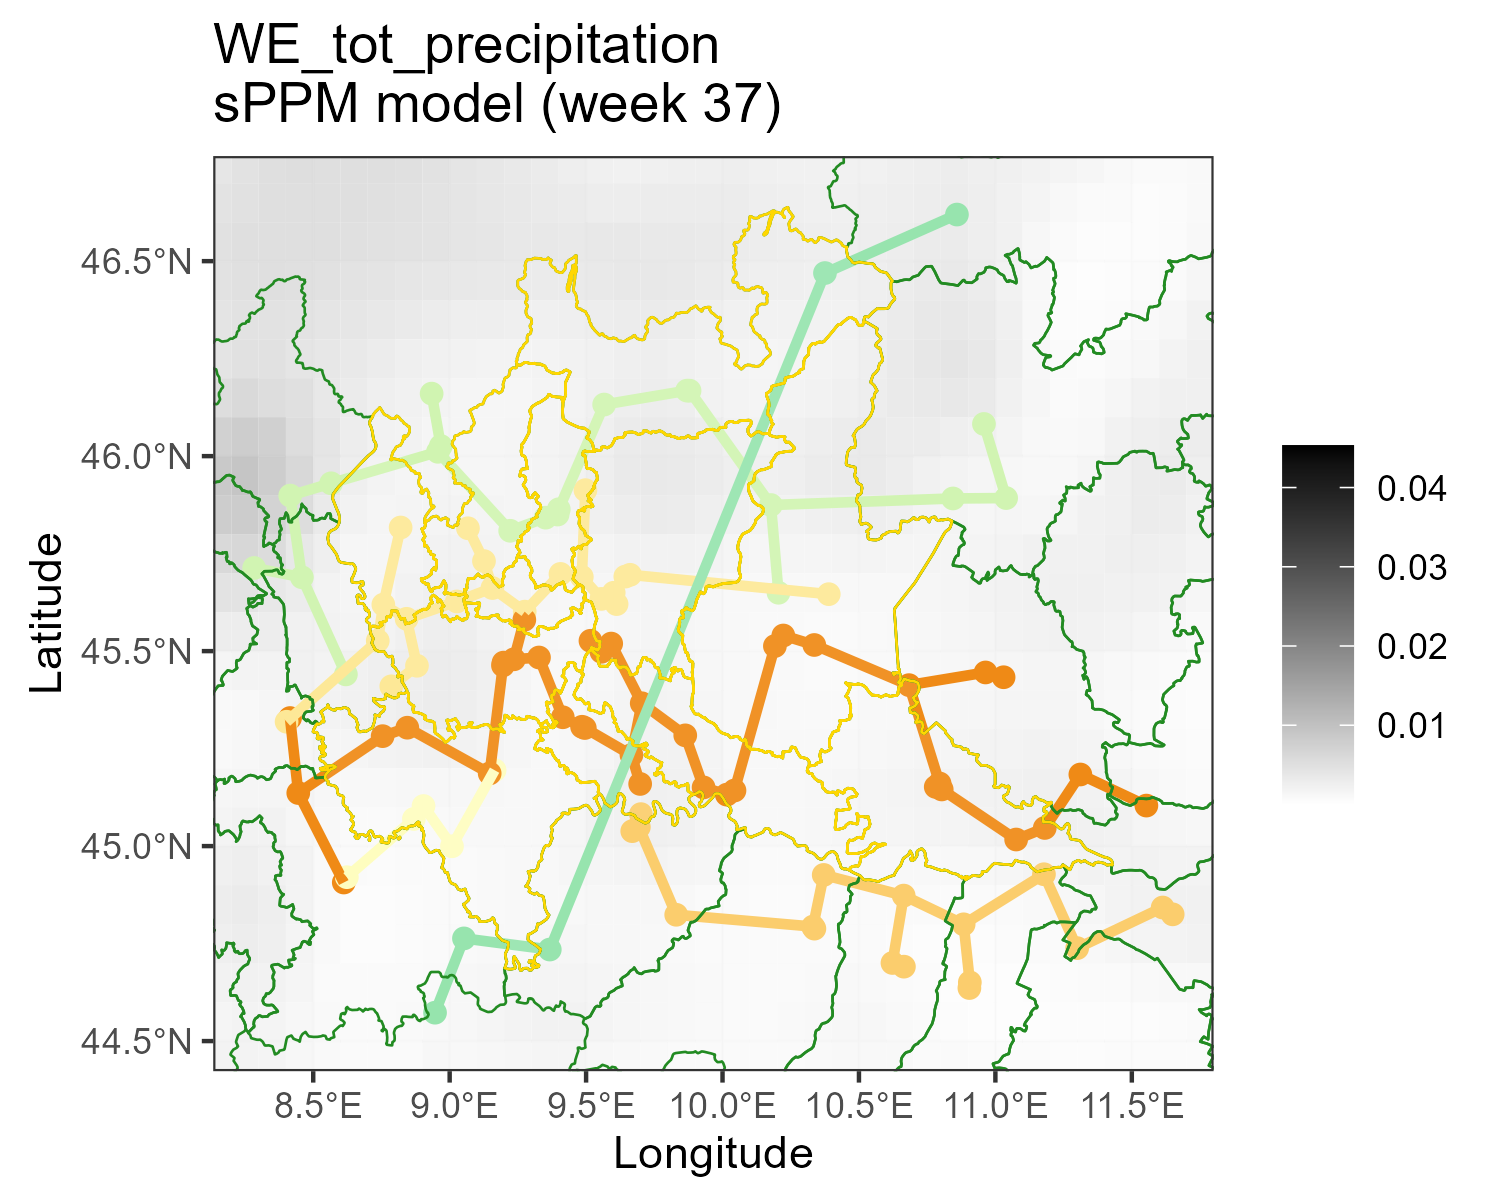 WE_tot_precipitation
sPPM model (week 37)
46.5°N
46.0°N
45.5°N
45.0°N
44.5°N
Latitude
8.5°E 9.0°E 9.5°E 10.0°E 10.5°E 11.0°E 11.5°E
Longitude
0.04
0.03
0.02
0.01